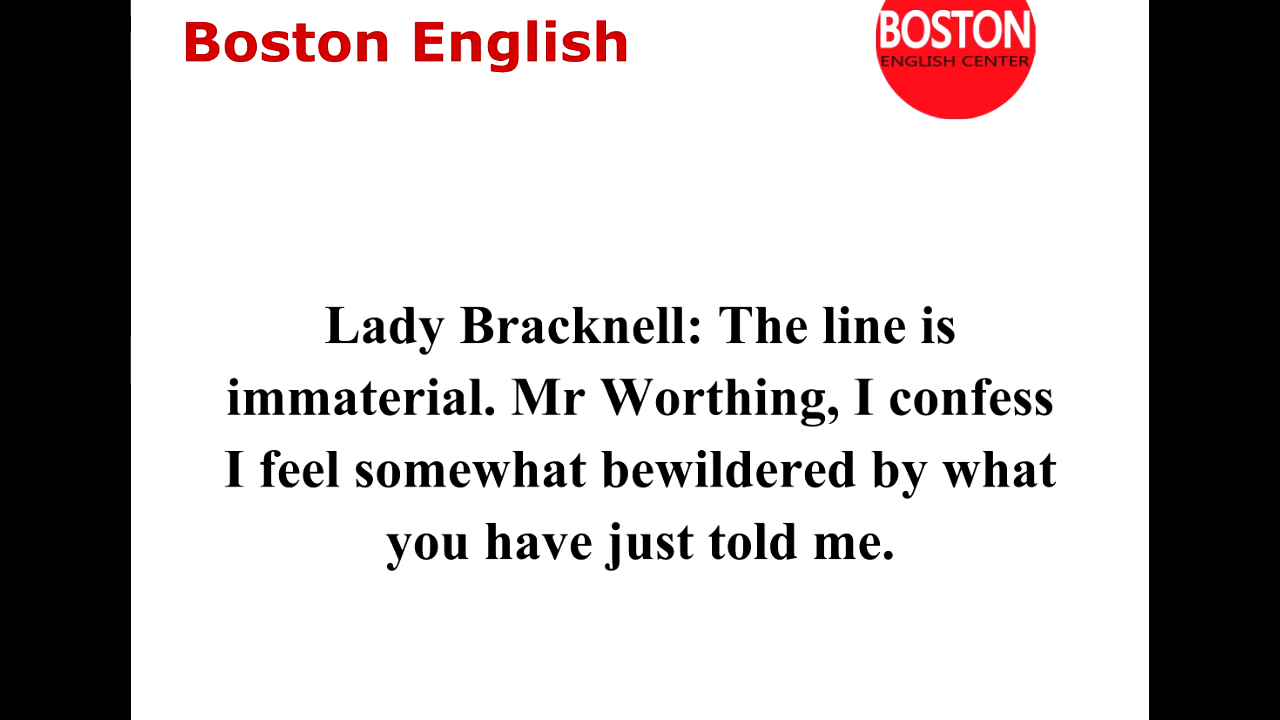 Boston English
BOSTON
ENGLISH CENTER
Lady Bracknell: The line is
immaterial. Mr Worthing, I confess
I feel somewhat bewildered by what
you have just told me.